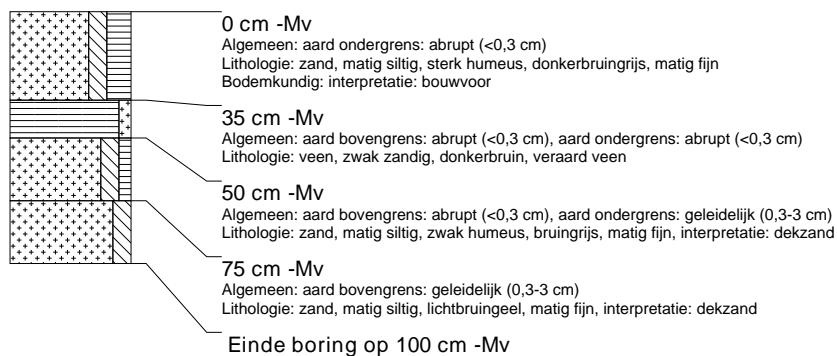 0 cm -Mv
Algemeen: aard ondergrens: abrupt (<0,3 cm)
Lithologie: zand, matig siltig, sterk humeus, donkerbruingrijs, matig fijn
Bodemkundig: interpretatie: bouwvoor
35 cm -Mv
Algemeen: aard bovengrens: abrupt (<0,3 cm), aard ondergrens: abrupt (<0,3 cm)
Lithologie: veen, zwak zandig, donkerbruin, veraard veen
50 cm -Mv
Algemeen: aard bovengrens: abrupt (<0,3 cm), aard ondergrens: geleidelijk (0,3-3 cm)
Lithologie: zand, matig siltig, zwak humeus, bruingrijs, matig fijn, interpretatie: dekzand
75 cm -Mv
Algemeen: aard bovengrens: geleidelijk (0,3-3 cm)
Lithologie: zand, matig siltig, lichtbruingeel, matig fijn, interpretatie: dekzand
Einde boring op 100 cm -Mv